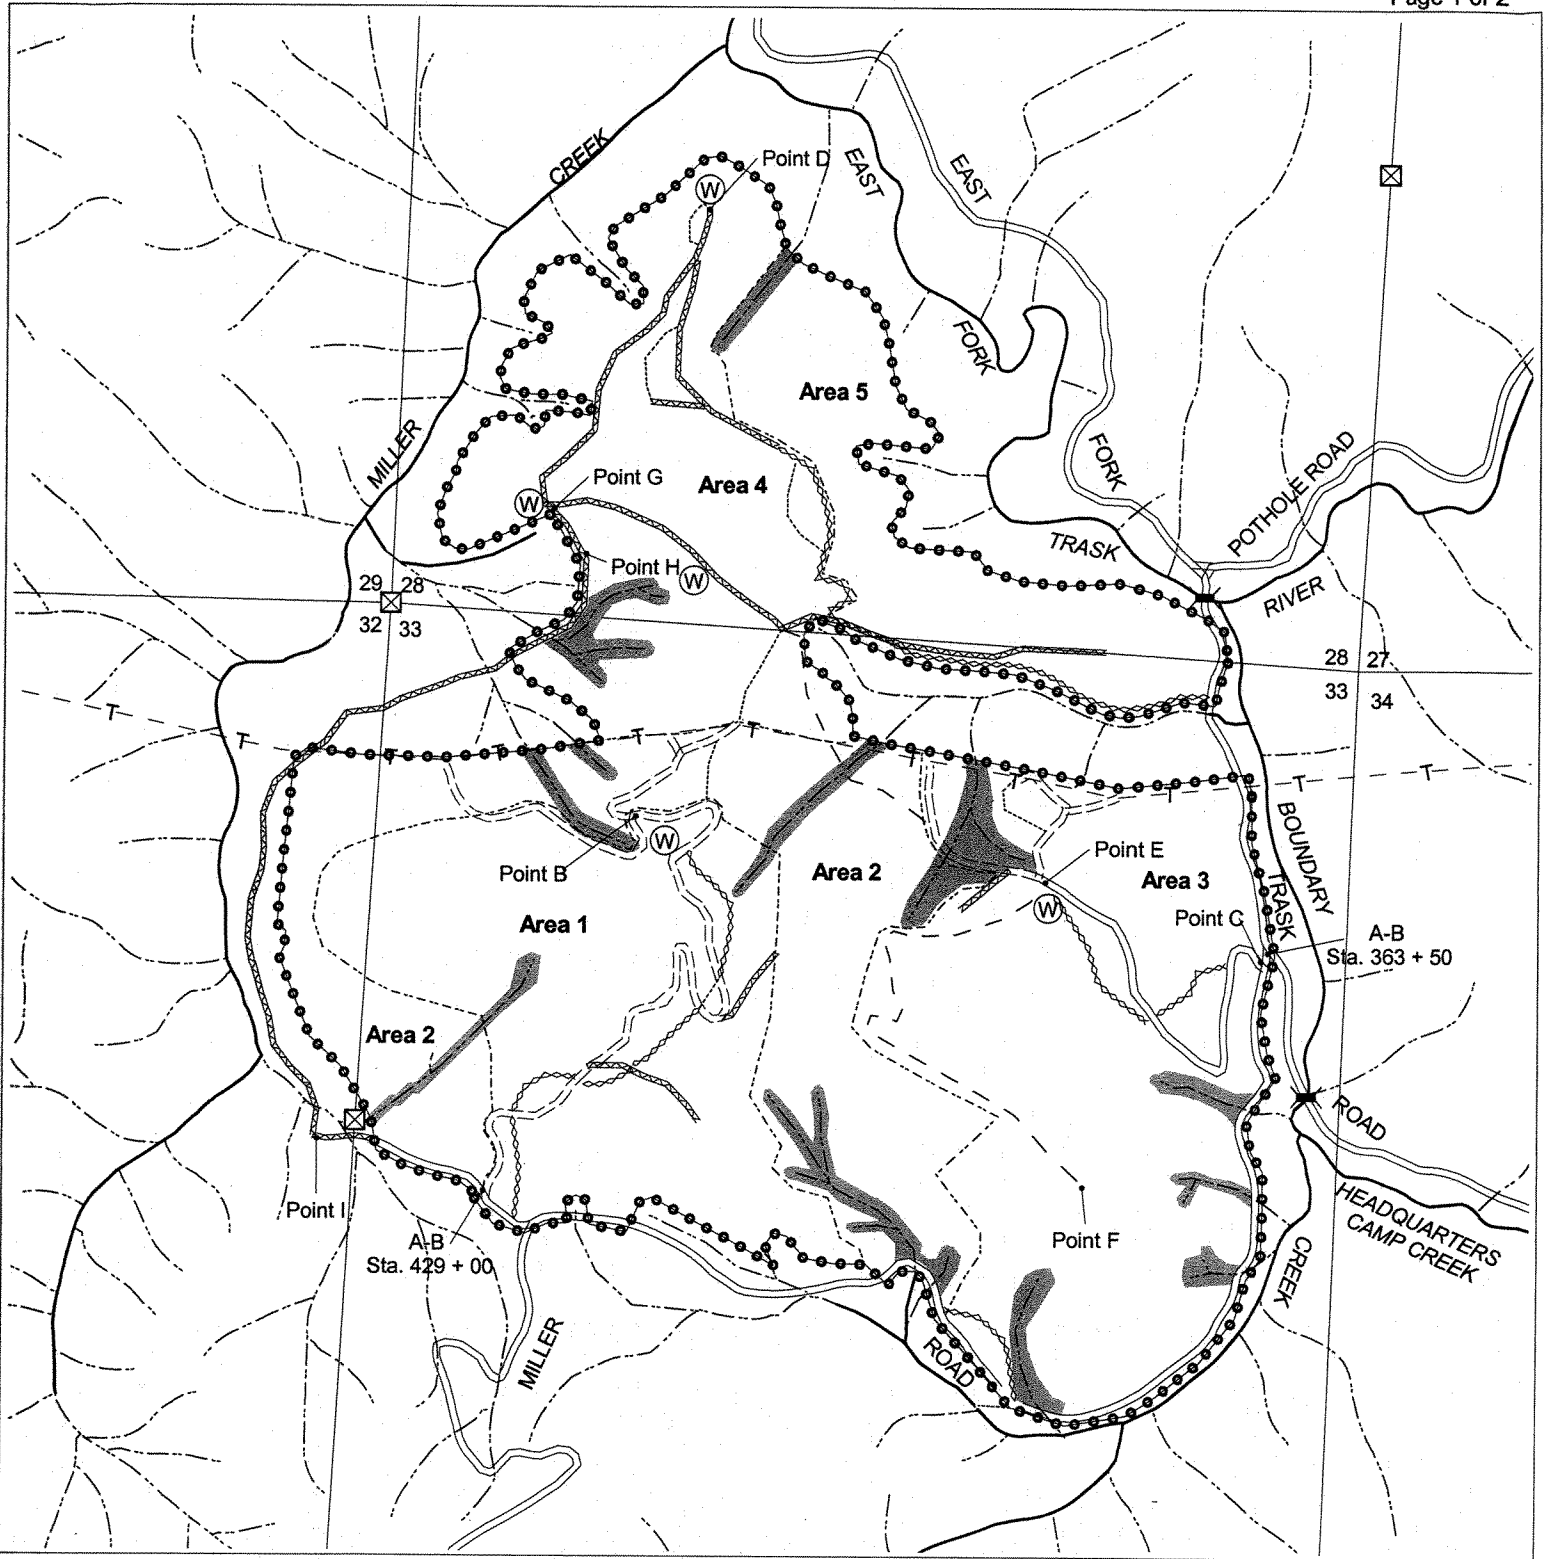 Page 1 of 2
CREEK
Point D
EAST
EAST
FORK
Area 5
MILLER
Point G
Area 4
FORK
POTHOLE ROAD
TRASK
Point H
W
W
W
29 28
32 33
RIVER
28 27
33 34
T
T
T
T
T
T
T
T
T
T
T
BOUNDARY
TRASK
Point B
W
Area 2
Point E
Area 3
W
Area 1
Point C
A-B
Sta. 363 + 50
Area 2
ROAD
Point I
A-B
Sta. 429 + 00
Point F
HEADQUARTERS
CAMP CREEK
CREEK
MILLER
ROAD